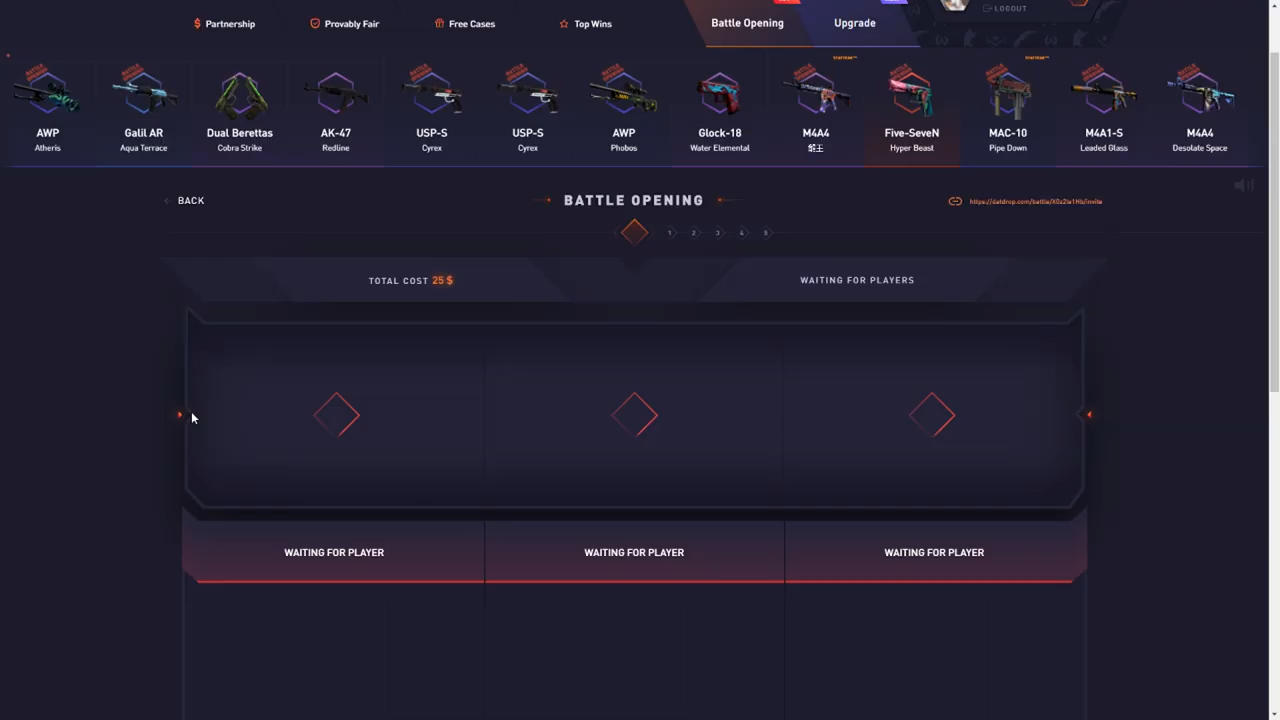 Partnership
Provably Fair
Free Cases
Top Wins
Battle Opening
Upgrade
LOGOUT
AWP
Atheris
Galil AR
Aqua Terrace
Dual Berettas
Cobra Strike
AK-47
Redline
USP-S
Cyrex
USP-S
Cyrex
AWP
Phobos
Glock-18
Water Elemental
M4A4
Five-SeveN
Hyper Beast
MAC-10
Pipe Down
M4A1-S
Leaded Glass
M4A4
Desolate Space
BACK
BATTLE OPENING
1 2 3 4 5
TOTAL COST 25 $
WAITING FOR PLAYERS
WAITING FOR PLAYER
WAITING FOR PLAYER
WAITING FOR PLAYER